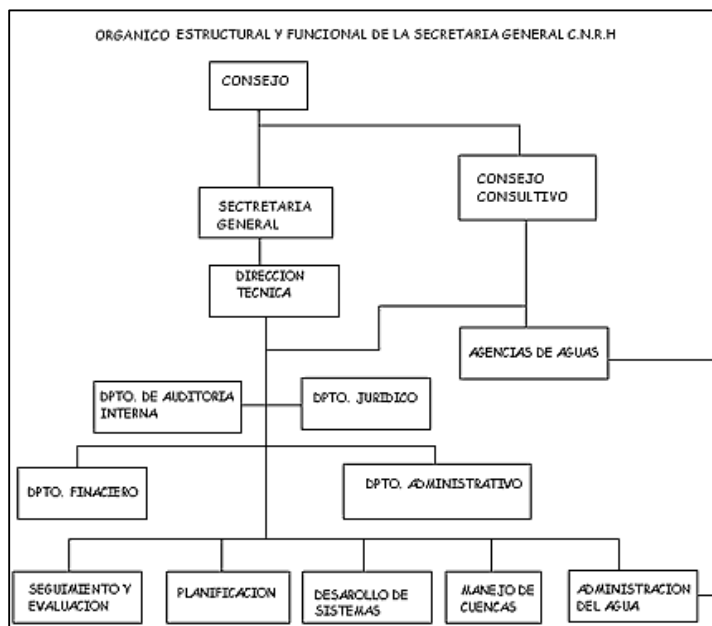 ORGANICO ESTRUCTURAL Y FUNCIONAL DE LA SECRETARIA GENERAL C.N.R.H
CONSEJO
CONSEJO
CONSULTIVO
SECTRETARIA
GENERAL
DIRECCION
TECNICA
AGENCIAS DE AGUAS
DPTO. DE AUDITORIA
INTERNA
DPTO. JURIDICO
DPTO. FINACIERO
DPTO. ADMINISTRATIVO
SEGUIMIENTO Y
EVALUACION
PLANIFICACION
DESAROLLO DE
SISTEMAS
MANEJO DE
CUENCAS
ADMINISTRACION
DEL AGUA